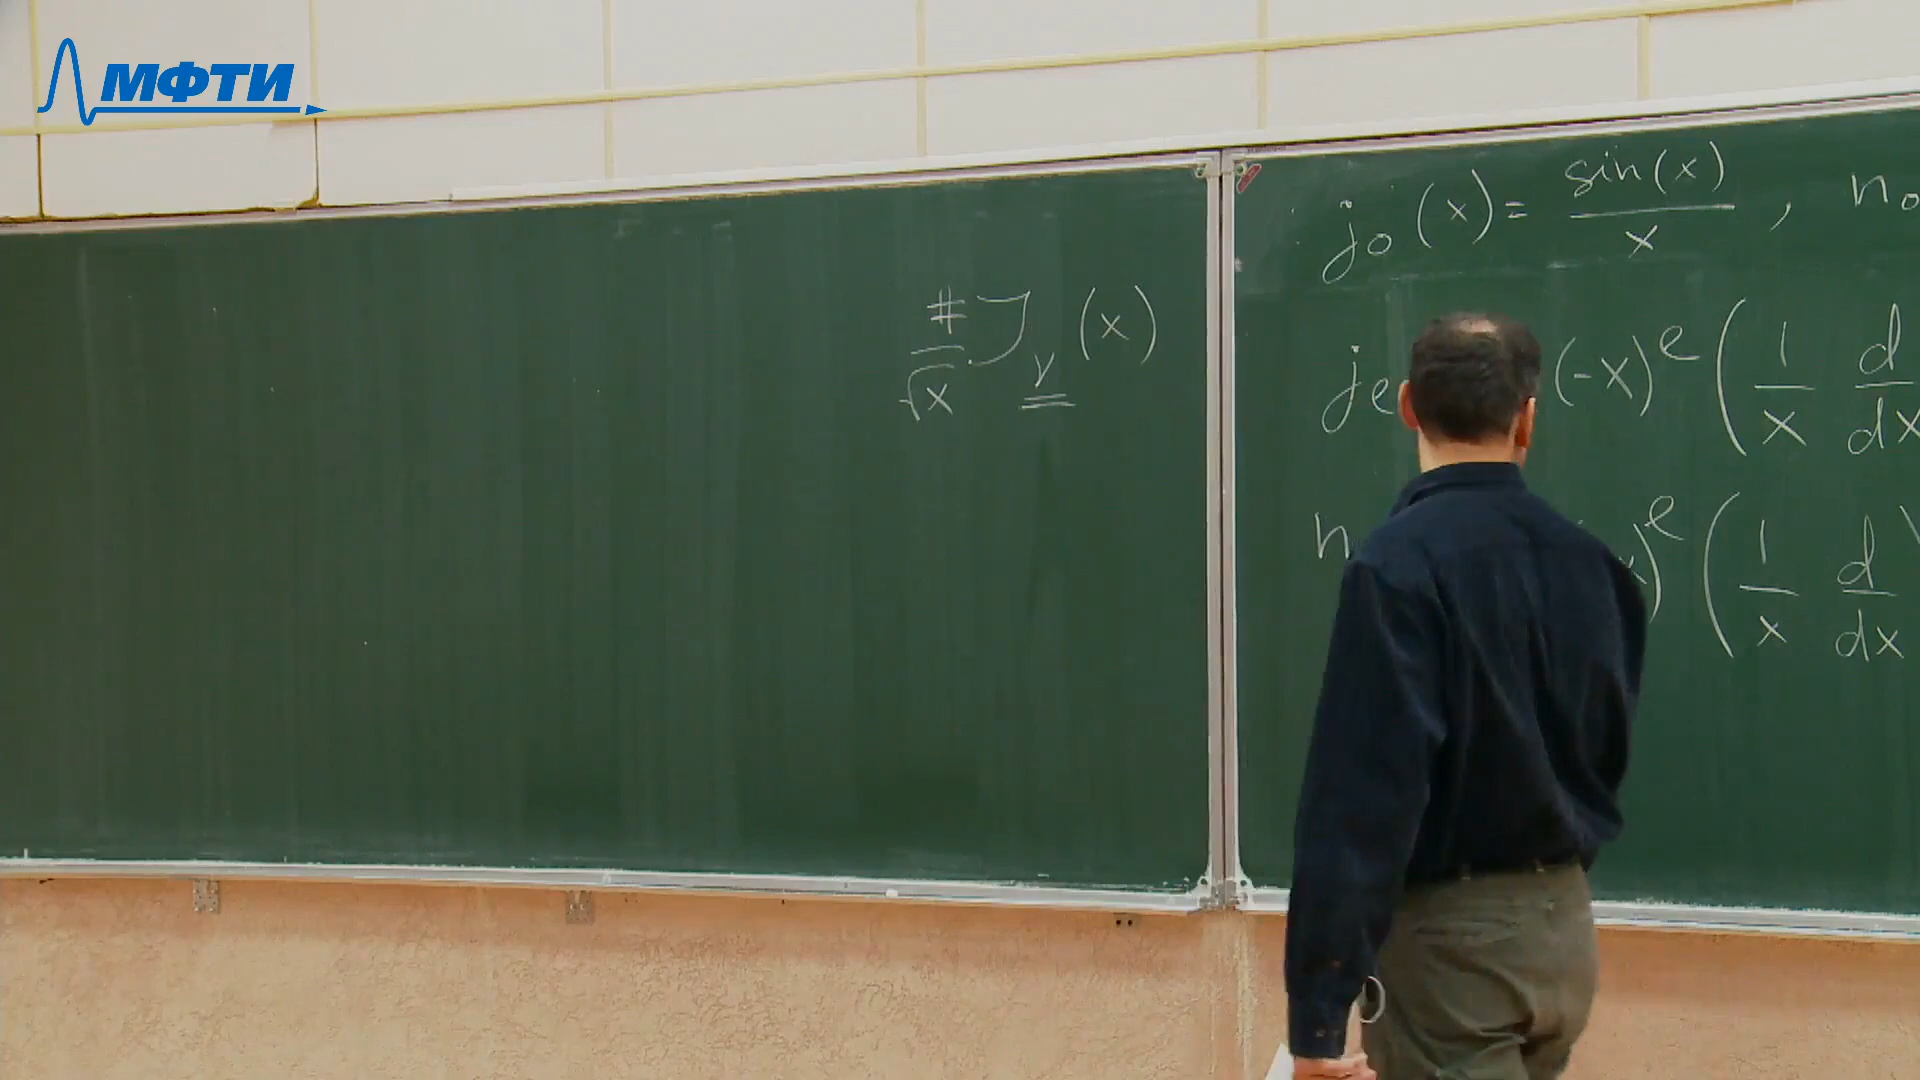 МФТИ
# / √x · J_ν (x)
j₀(x) = sin(x) / x , n₀
jₑ (-x)ᵉ ( 1/x d/dx
n x)ᵉ ( 1/x d/dx )